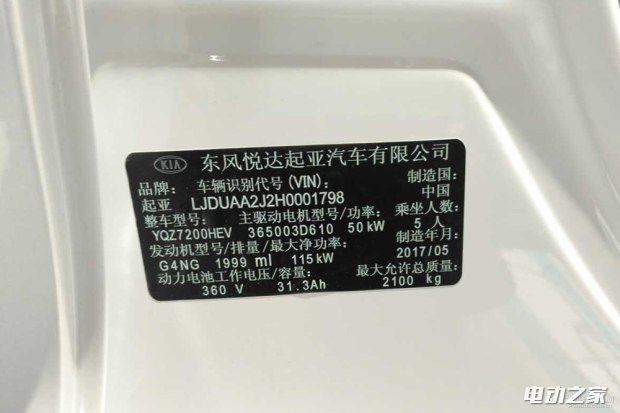 KIA 东风悦达起亚汽车有限公司
品牌: 车辆识别代号(VIN): 制造国:
起亚 LJDUAA2J2H0001798 中国
整车型号: 主驱动电机型号/功率: 乘坐人数:
YQZ7200HEV 365003D610 50kW 5 人
发动机型号/排量/最大净功率: 制造年月:
G4NG 1999 ml 115kW 2017/05
动力电池工作电压/容量: 最大允许总质量:
360 V 31.3Ah 2100 kg
电动之家